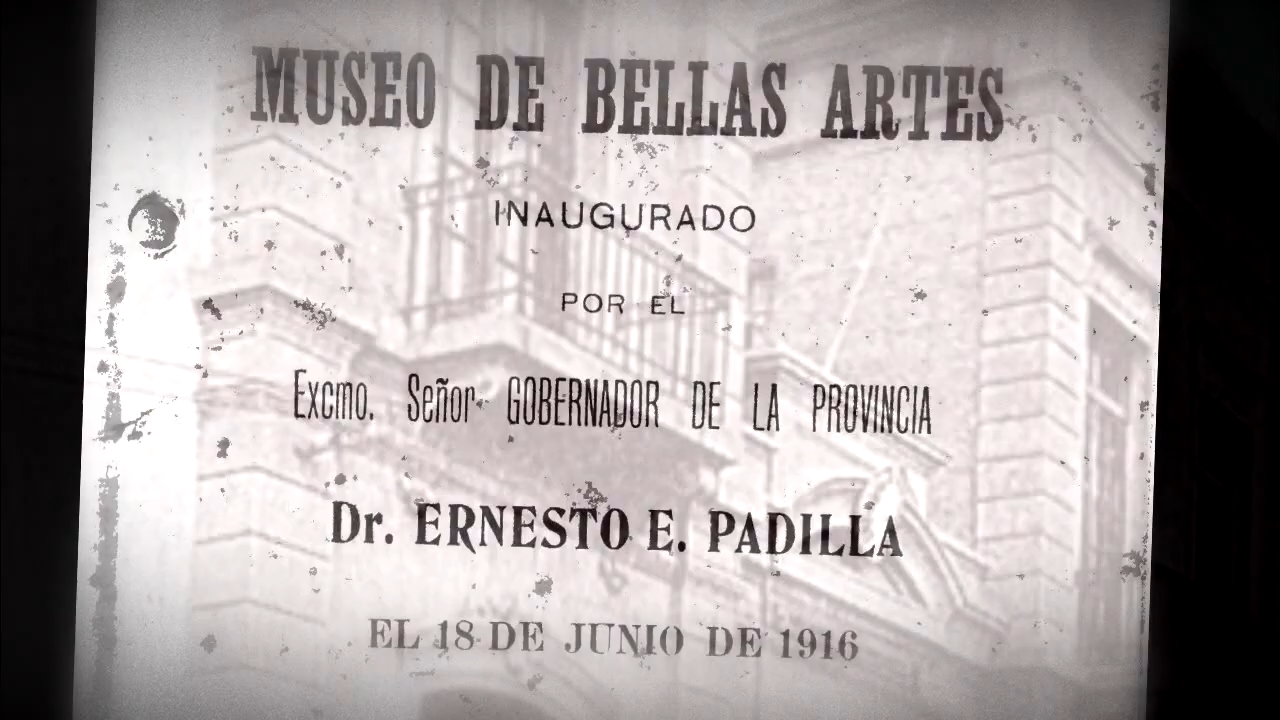 MUSEO DE BELLAS ARTES
INAUGURADO
POR EL
Excmo. Señor GOBERNADOR DE LA PROVINCIA
Dr. ERNESTO E. PADILLA
EL 18 DE JUNIO DE 1916